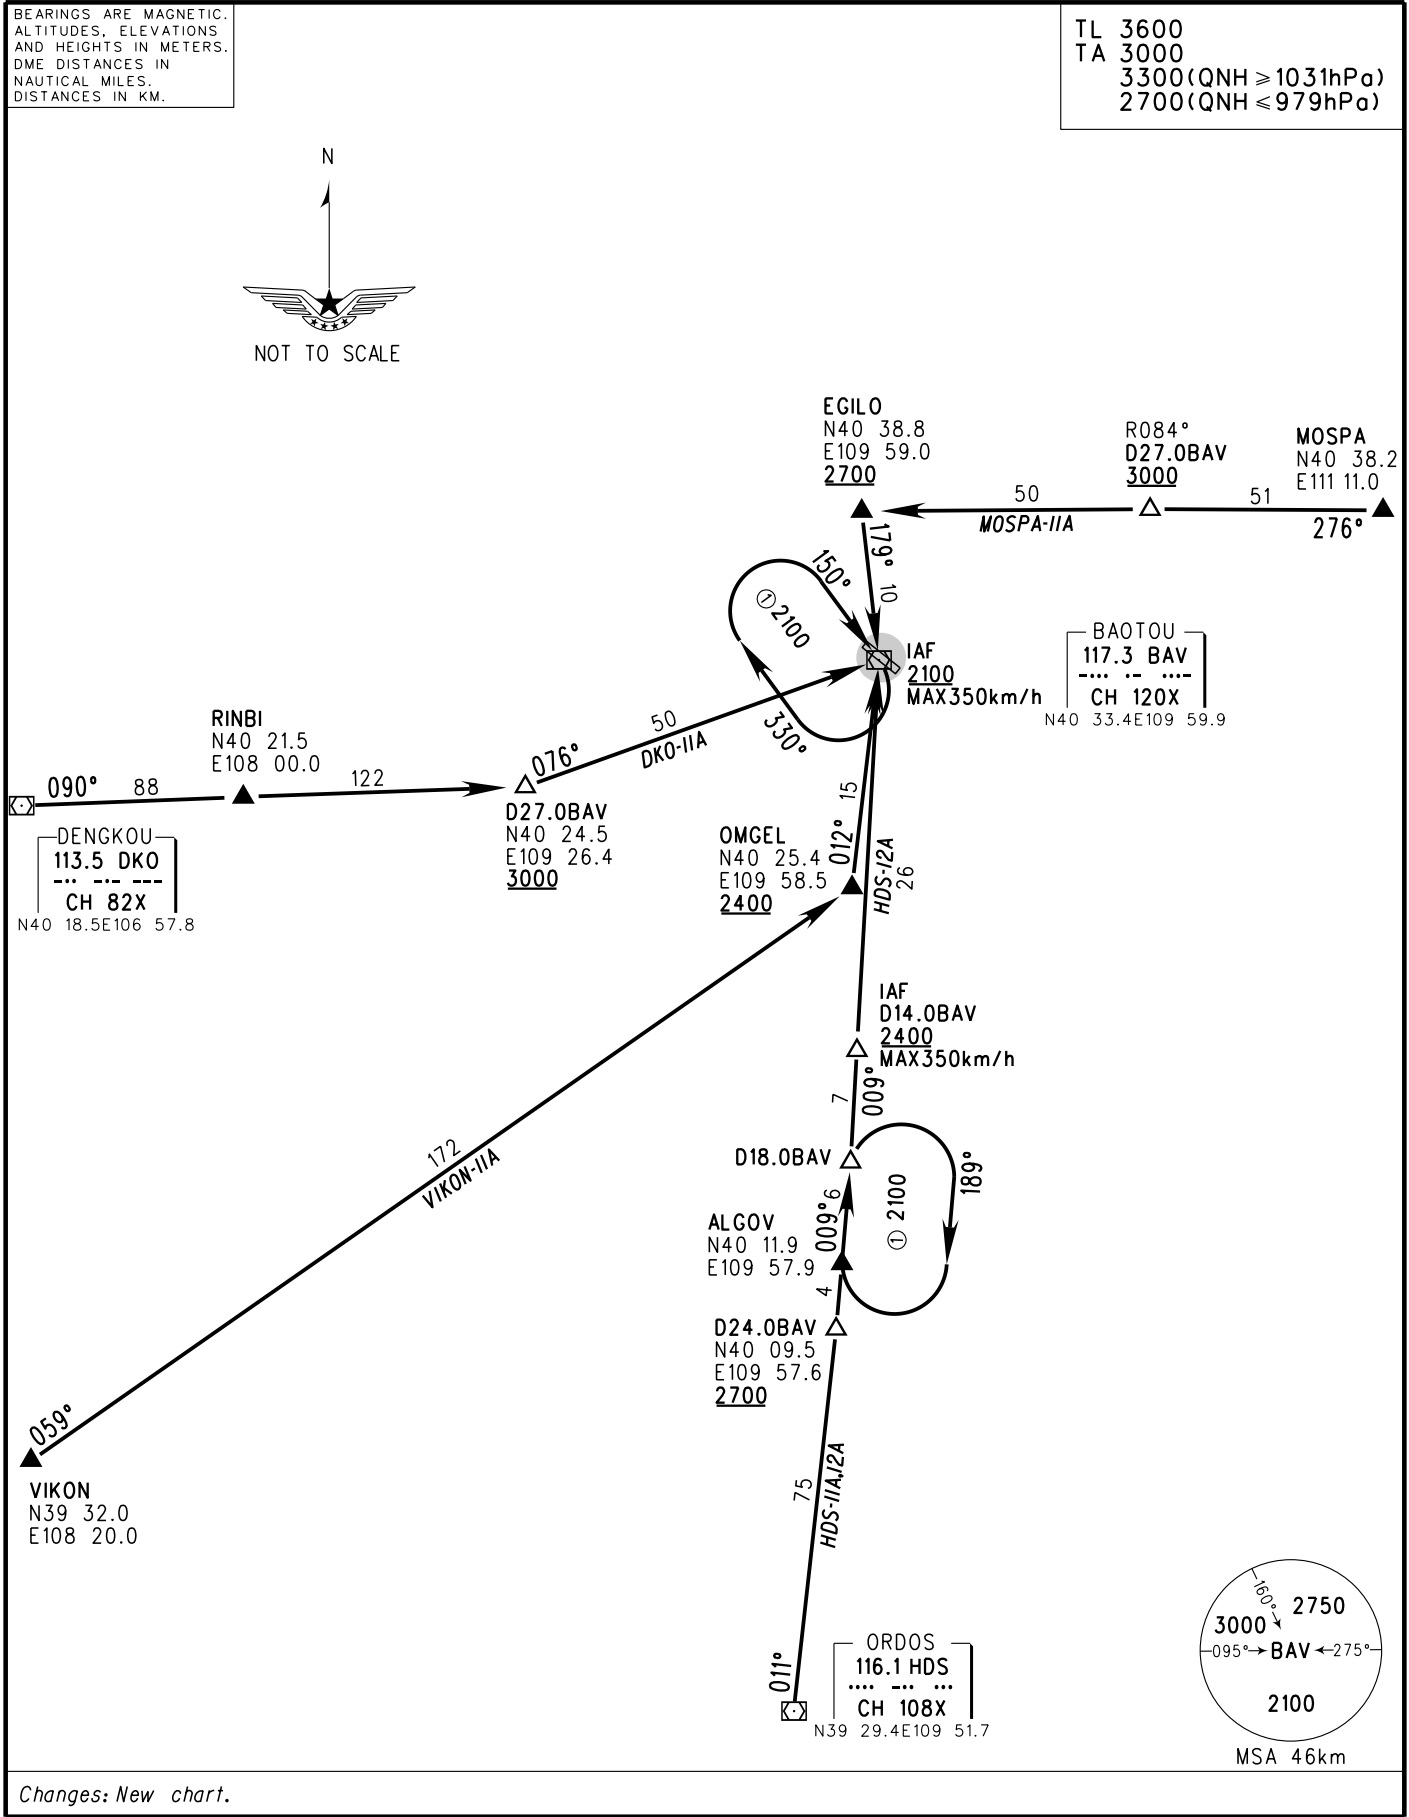 BEARINGS ARE MAGNETIC.
ALTITUDES, ELEVATIONS
AND HEIGHTS IN METERS.
DME DISTANCES IN
NAUTICAL MILES.
DISTANCES IN KM.
TL 3600
TA 3000
3300(QNH ≥ 1031hPa)
2700(QNH ≤ 979hPa)
N
NOT TO SCALE
EGILO
N40 38.8
E109 59.0
2700
R084°
D27.0BAV
3000
MOSPA
N40 38.2
E111 11.0
50
MOSPA-11A
51
276°
179°
10
150°
① 2100
330°
IAF
2100
MAX350km/h
BAOTOU
117.3 BAV
-... .- ...-
CH 120X
N40 33.4E109 59.9
RINBI
N40 21.5
E108 00.0
090°
88
122
076°
50
DKO-11A
D27.0BAV
N40 24.5
E109 26.4
3000
DENGKOU
113.5 DKO
-.. -.- ---
CH 82X
N40 18.5E106 57.8
OMGEL
N40 25.4
E109 58.5
2400
012°
15
HDS-12A
26
IAF
D14.0BAV
2400
MAX350km/h
7
009°
D18.0BAV
189°
① 2100
009°
6
ALGOV
N40 11.9
E109 57.9
4
D24.0BAV
N40 09.5
E109 57.6
2700
172
VIKON-11A
059°
VIKON
N39 32.0
E108 20.0
75
HDS-11A,12A
011°
ORDOS
116.1 HDS
.... -.. ...
CH 108X
N39 29.4E109 51.7
160°
2750
3000
095° BAV 275°
2100
MSA 46km
Changes: New chart.